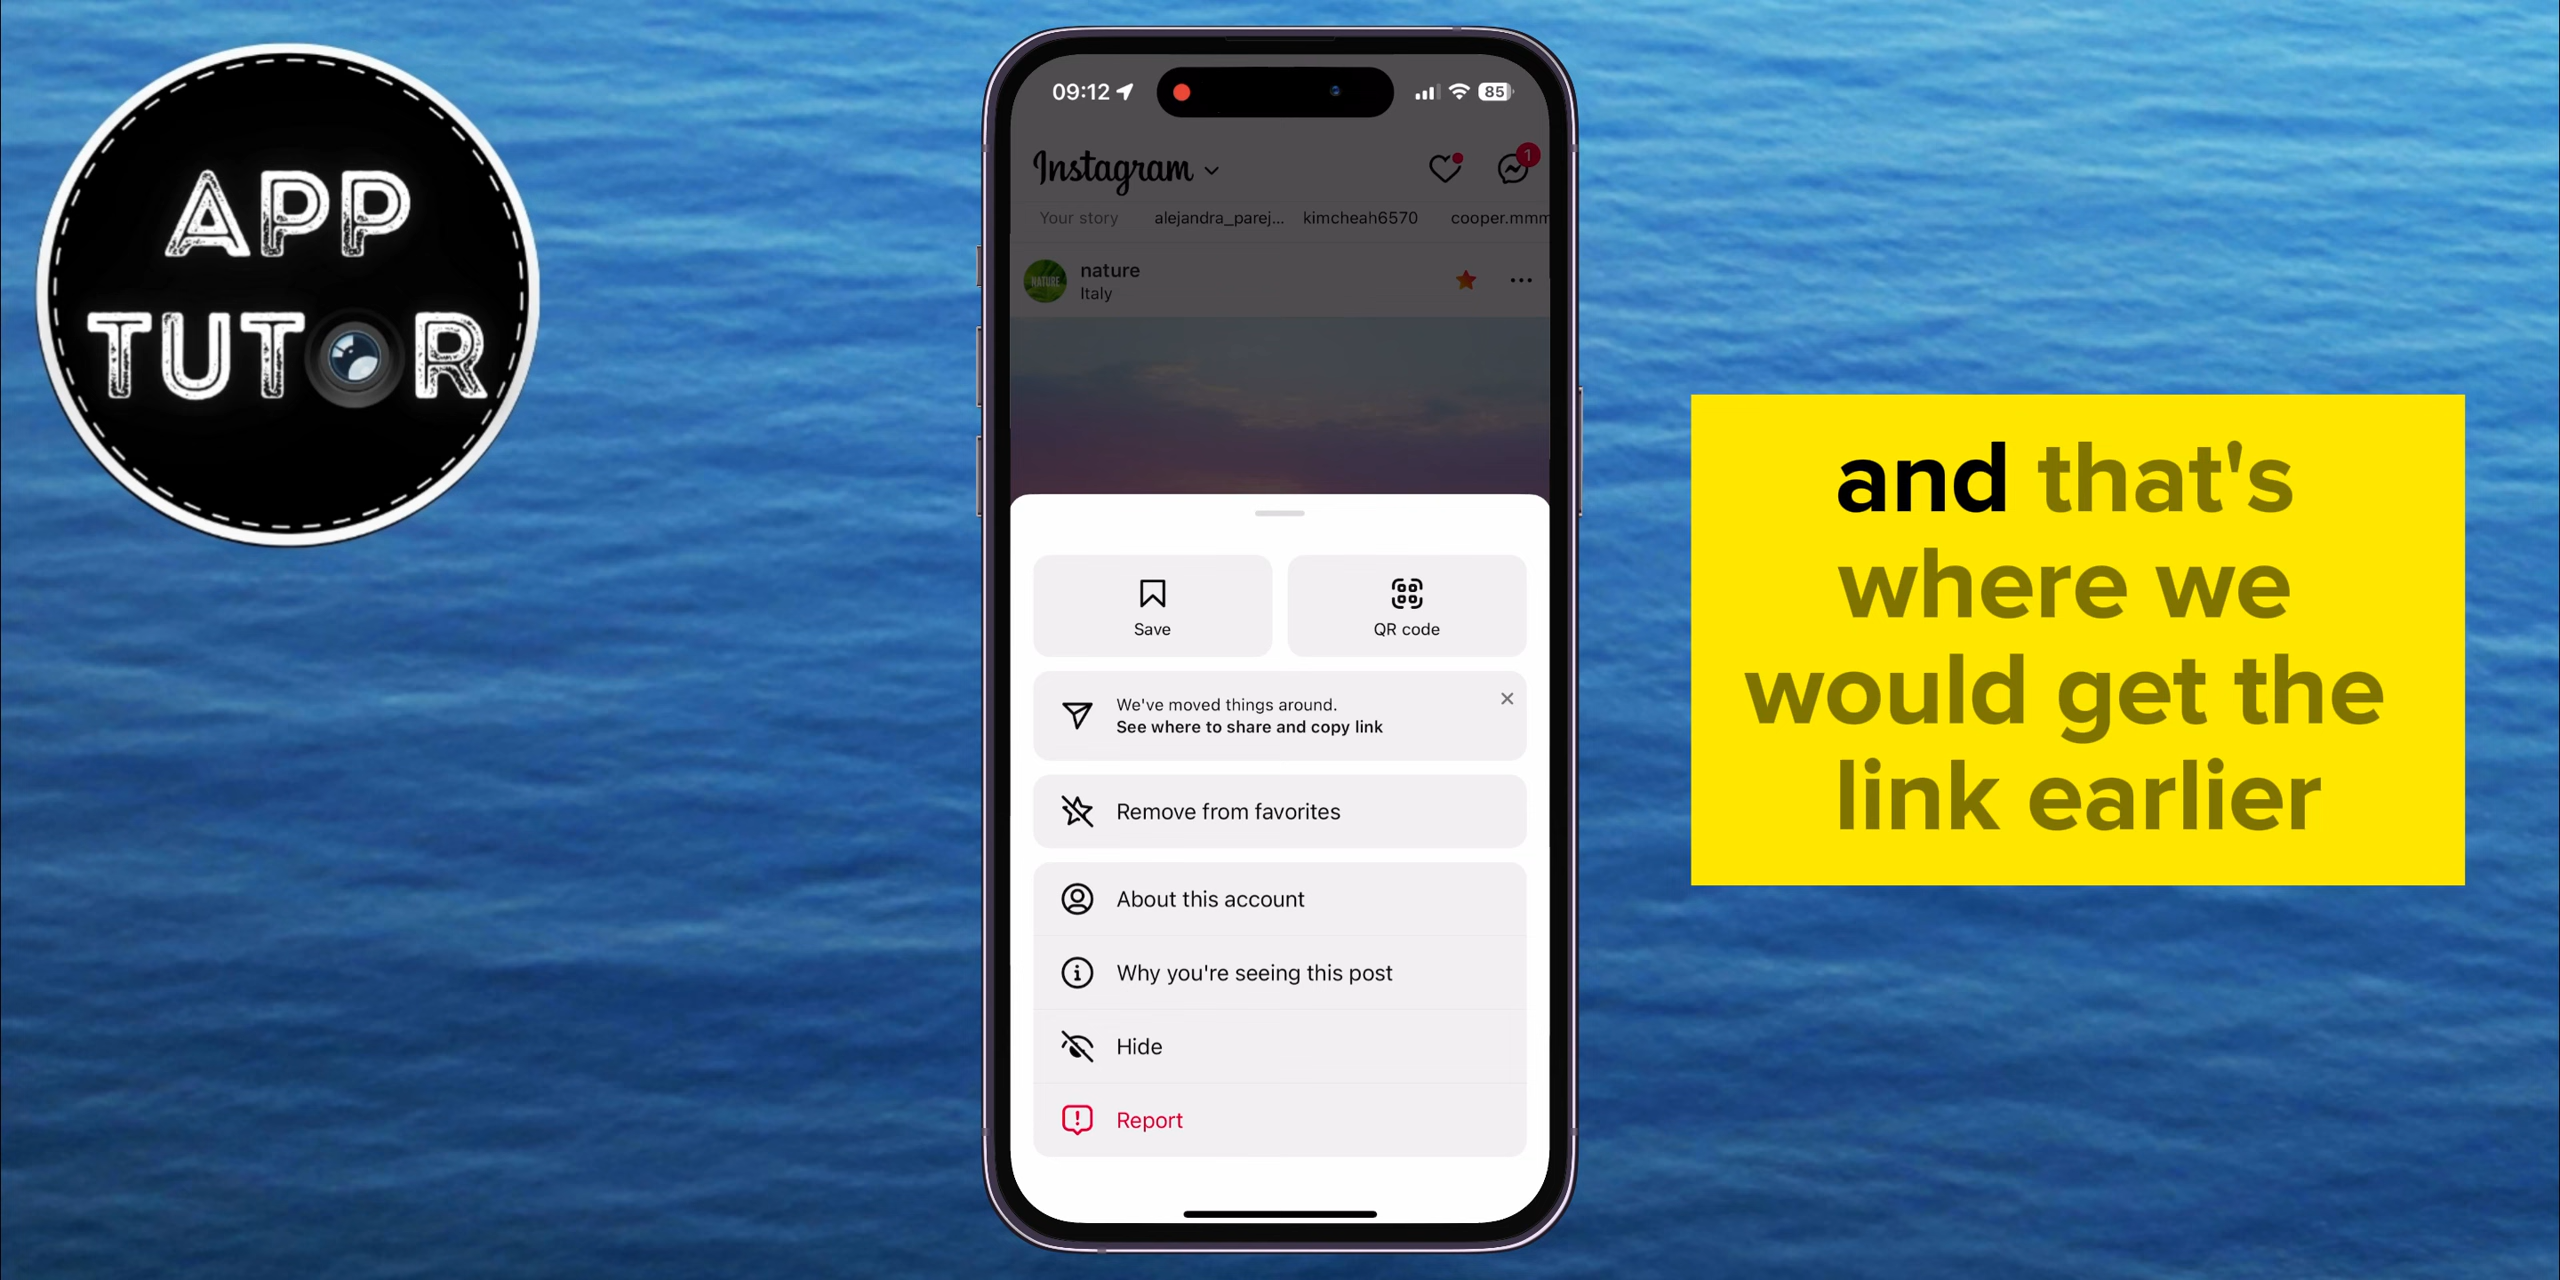 APP
TUTOR
09:12
85
Instagram
1
Your story
alejandra_parej...
kimcheah6570
cooper.mmm
NATURE
nature
Italy
Save
QR code
We've moved things around.
See where to share and copy link
Remove from favorites
About this account
Why you're seeing this post
Hide
Report
and that's
where we
would get the
link earlier